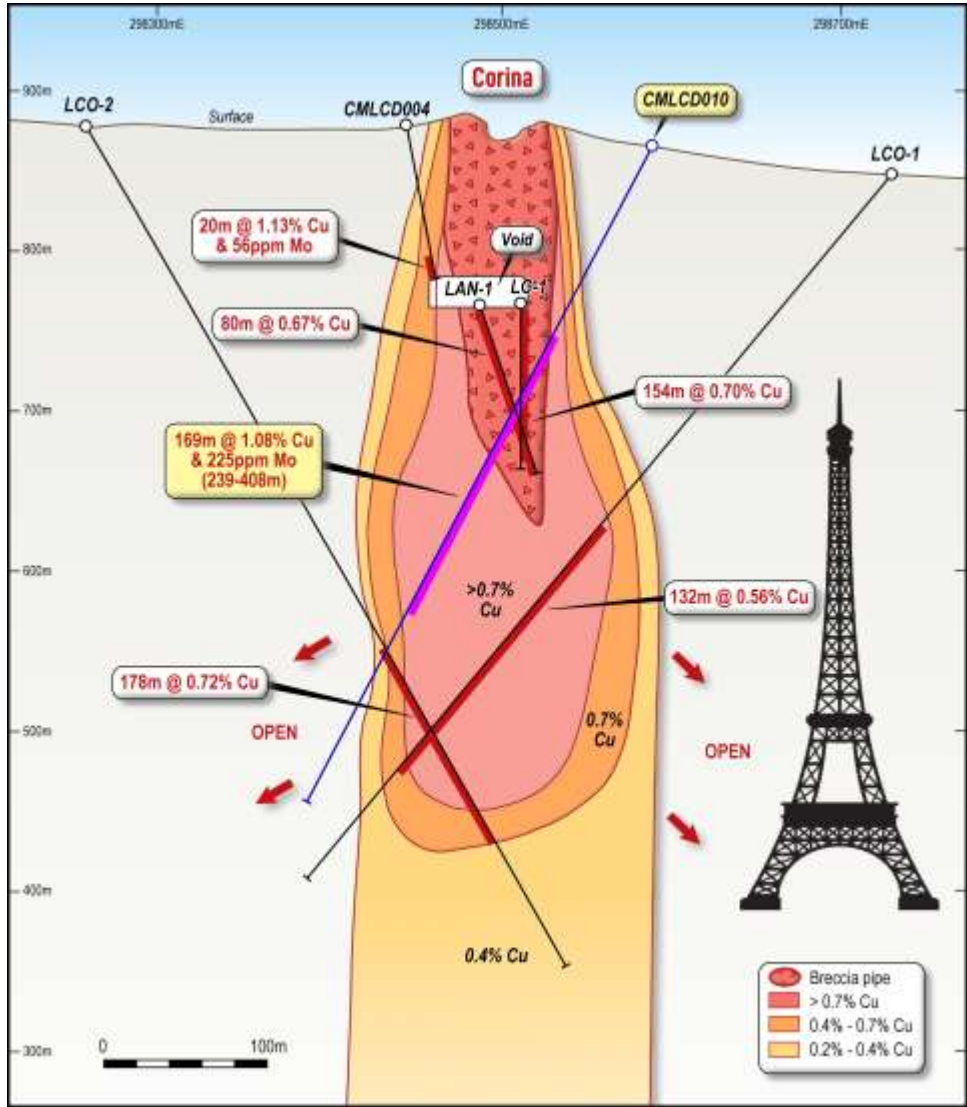 298300mE
298500mE
298700mE
Corina
900m
LCO-2
Surface
CMLCD004
CMLCD010
LCO-1
20m @ 1.13% Cu
& 56ppm Mo
800m
Void
LAN-1
LC-1
80m @ 0.67% Cu
700m
154m @ 0.70% Cu
169m @ 1.08% Cu
& 225ppm Mo
(239-408m)
600m
>0.7%
Cu
132m @ 0.56% Cu
178m @ 0.72% Cu
500m
OPEN
0.7%
Cu
OPEN
400m
0.4% Cu
Breccia pipe
> 0.7% Cu
0.4% - 0.7% Cu
0.2% - 0.4% Cu
0
100m
300m